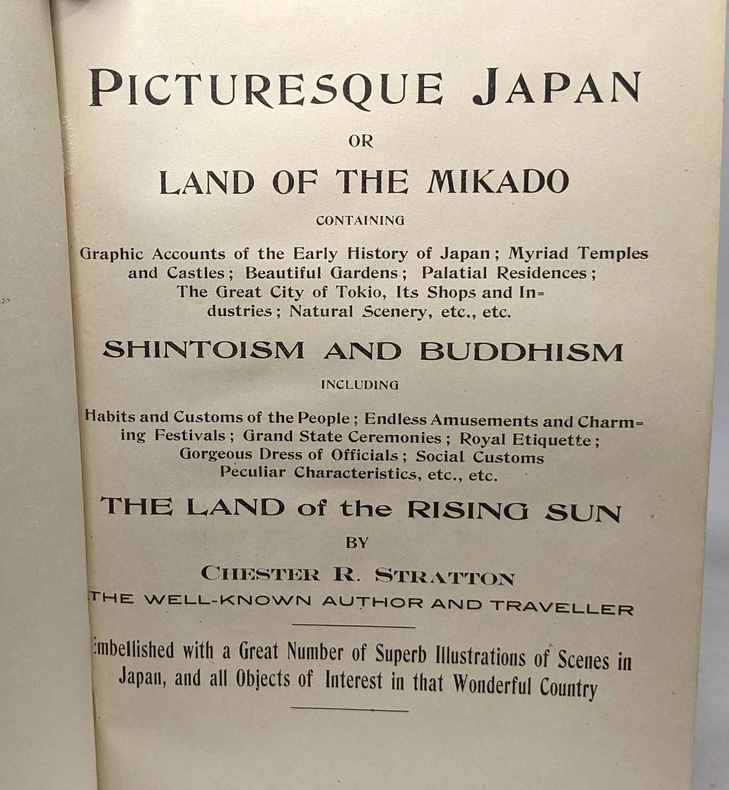 PICTURESQUE JAPAN
OR
LAND OF THE MIKADO
CONTAINING
Graphic Accounts of the Early History of Japan; Myriad Temples
and Castles; Beautiful Gardens; Palatial Residences;
The Great City of Tokio, Its Shops and In=
dustries; Natural Scenery, etc., etc.
SHINTOISM AND BUDDHISM
INCLUDING
Habits and Customs of the People; Endless Amusements and Charm=
ing Festivals; Grand State Ceremonies; Royal Etiquette;
Gorgeous Dress of Officials; Social Customs
Peculiar Characteristics, etc., etc.
THE LAND of the RISING SUN
BY
CHESTER R. STRATTON
THE WELL-KNOWN AUTHOR AND TRAVELLER
Embellished with a Great Number of Superb Illustrations of Scenes in
Japan, and all Objects of Interest in that Wonderful Country